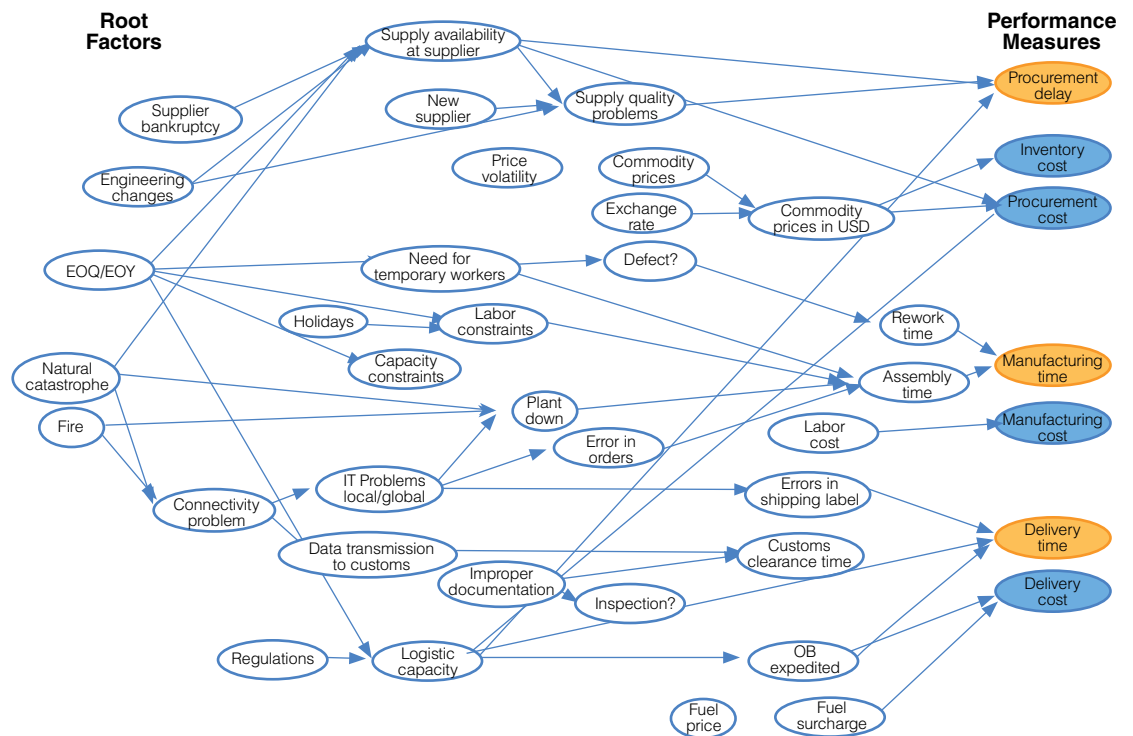 Root
Factors
Performance
Measures
Supply availability
at supplier
Procurement
delay
New
supplier
Supply quality
problems
Supplier
bankruptcy
Inventory
cost
Price
volatility
Commodity
prices
Engineering
changes
Exchange
rate
Commodity
prices in USD
Procurement
cost
EOQ/EOY
Need for
temporary workers
Defect?
Holidays
Labor
constraints
Rework
time
Capacity
constraints
Manufacturing
time
Natural
catastrophe
Assembly
time
Plant
down
Fire
Labor
cost
Manufacturing
cost
Error in
orders
IT Problems
local/global
Errors in
shipping label
Connectivity
problem
Delivery
time
Data transmission
to customs
Customs
clearance time
Improper
documentation
Inspection?
Delivery
cost
Regulations
Logistic
capacity
OB
expedited
Fuel
price
Fuel
surcharge